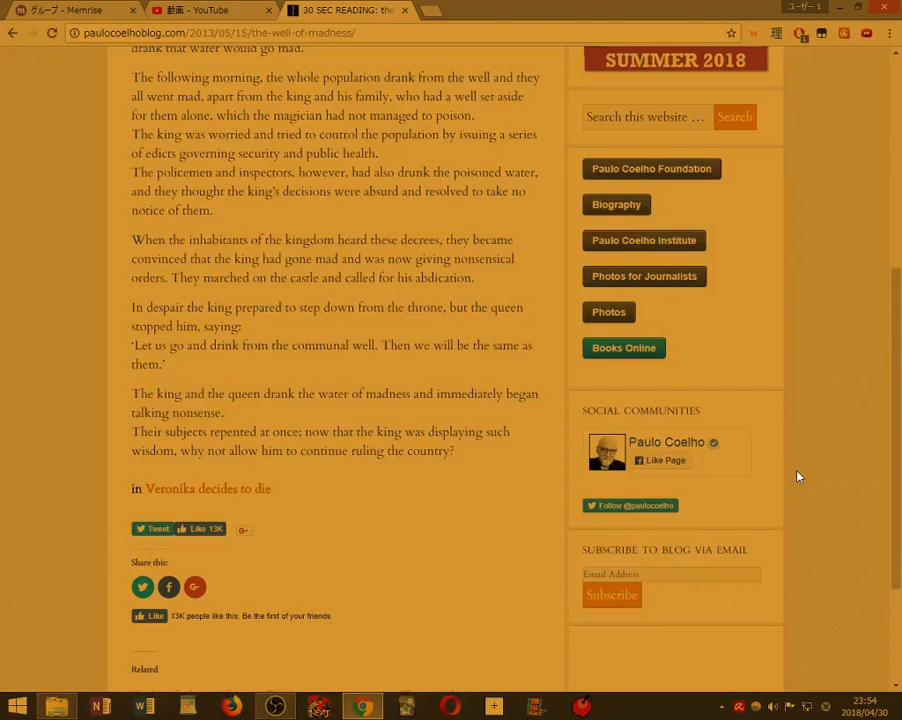 グループ - Memrise
動画 - YouTube
30 SEC READING: the
ユーザー 1
paulocoelhoblog.com/2013/05/15/the-well-of-madness/
drank that water would go mad.
The following morning, the whole population drank from the well and they
all went mad, apart from the king and his family, who had a well set aside
for them alone, which the magician had not managed to poison.
The king was worried and tried to control the population by issuing a series
of edicts governing security and public health.
The policemen and inspectors, however, had also drunk the poisoned water,
and they thought the king's decisions were absurd and resolved to take no
notice of them.
When the inhabitants of the kingdom heard these decrees, they became
convinced that the king had gone mad and was now giving nonsensical
orders. They marched on the castle and called for his abdication.
In despair the king prepared to step down from the throne, but the queen
stopped him, saying:
'Let us go and drink from the communal well. Then we will be the same as
them.'
The king and the queen drank the water of madness and immediately began
talking nonsense.
Their subjects repented at once; now that the king was displaying such
wisdom, why not allow him to continue ruling the country?
in Veronika decides to die
Tweet
Like 13K
G+
Share this:
G+
Like
13K people like this. Be the first of your friends.
Related
SUMMER 2018
Search this website …
Search
Paulo Coelho Foundation
Biography
Paulo Coelho Institute
Photos for Journalists
Photos
Books Online
SOCIAL COMMUNITIES
Paulo Coelho
Like Page
Follow @paulocoelho
SUBSCRIBE TO BLOG VIA EMAIL
Email Address
Subscribe
23:54
2018/04/30